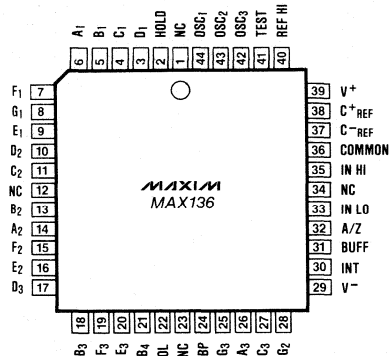 A1 B1 C1 D1 HOLD NC OSC1 OSC2 OSC3 TEST REF HI
6 5 4 3 2 1 44 43 42 41 40
F1 7
G1 8
E1 9
D2 10
C2 11
NC 12
B2 13
A2 14
F2 15
E2 16
D3 17
39 V+
38 C+REF
37 C-REF
36 COMMON
35 IN HI
34 NC
33 IN LO
32 A/Z
31 BUFF
30 INT
29 V-
MAXIM
MAX136
18 19 20 21 22 23 24 25 26 27 28
B3 F3 E3 B4 OL NC BP G3 A3 C3 G2